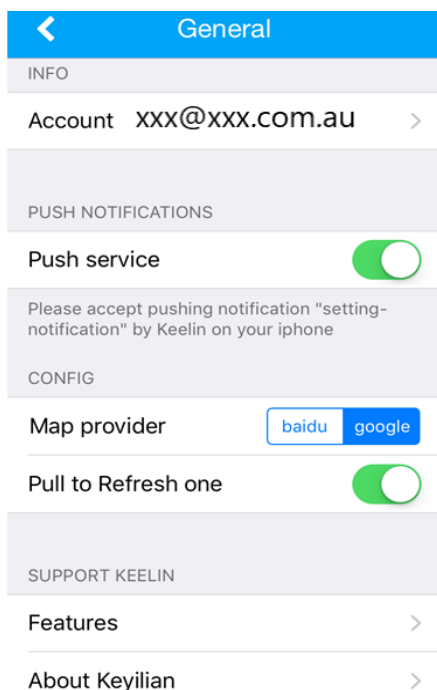 General
INFO
Account xxx@xxx.com.au
PUSH NOTIFICATIONS
Push service
Please accept pushing notification "setting-
notification" by Keelin on your iphone
CONFIG
Map provider baidu google
Pull to Refresh one
SUPPORT KEELIN
Features
About Keyilian